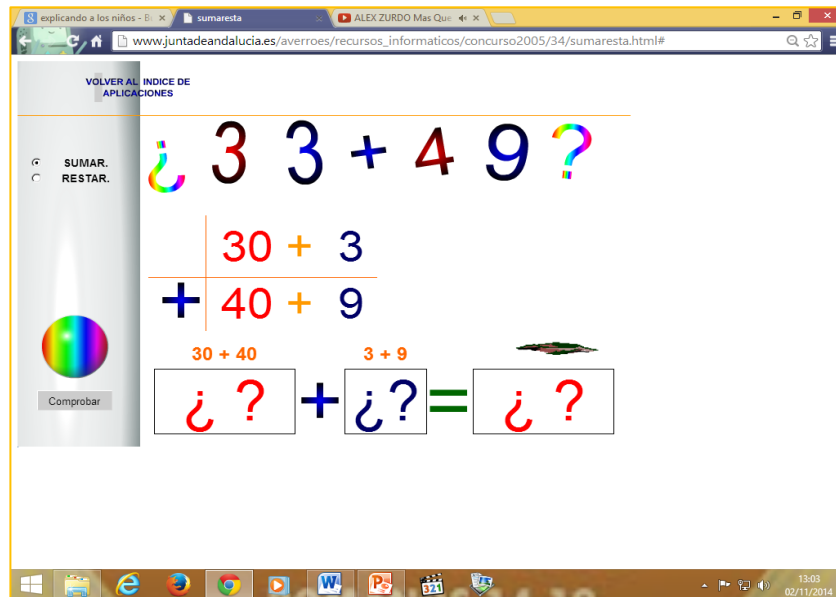 explicando a los niños - B
sumaresta
ALEX ZURDO Mas Que
www.juntadeandalucia.es/averroes/recursos_informaticos/concurso2005/34/sumaresta.html#
VOLVER AL INDICE DE
APLICACIONES
¿ 3 3 + 4 9 ?
SUMAR.
RESTAR.
30 + 3
+ 40 + 9
30 + 40 3 + 9
¿ ? + ¿? = ¿ ?
Comprobar
321
13:03
02/11/2014